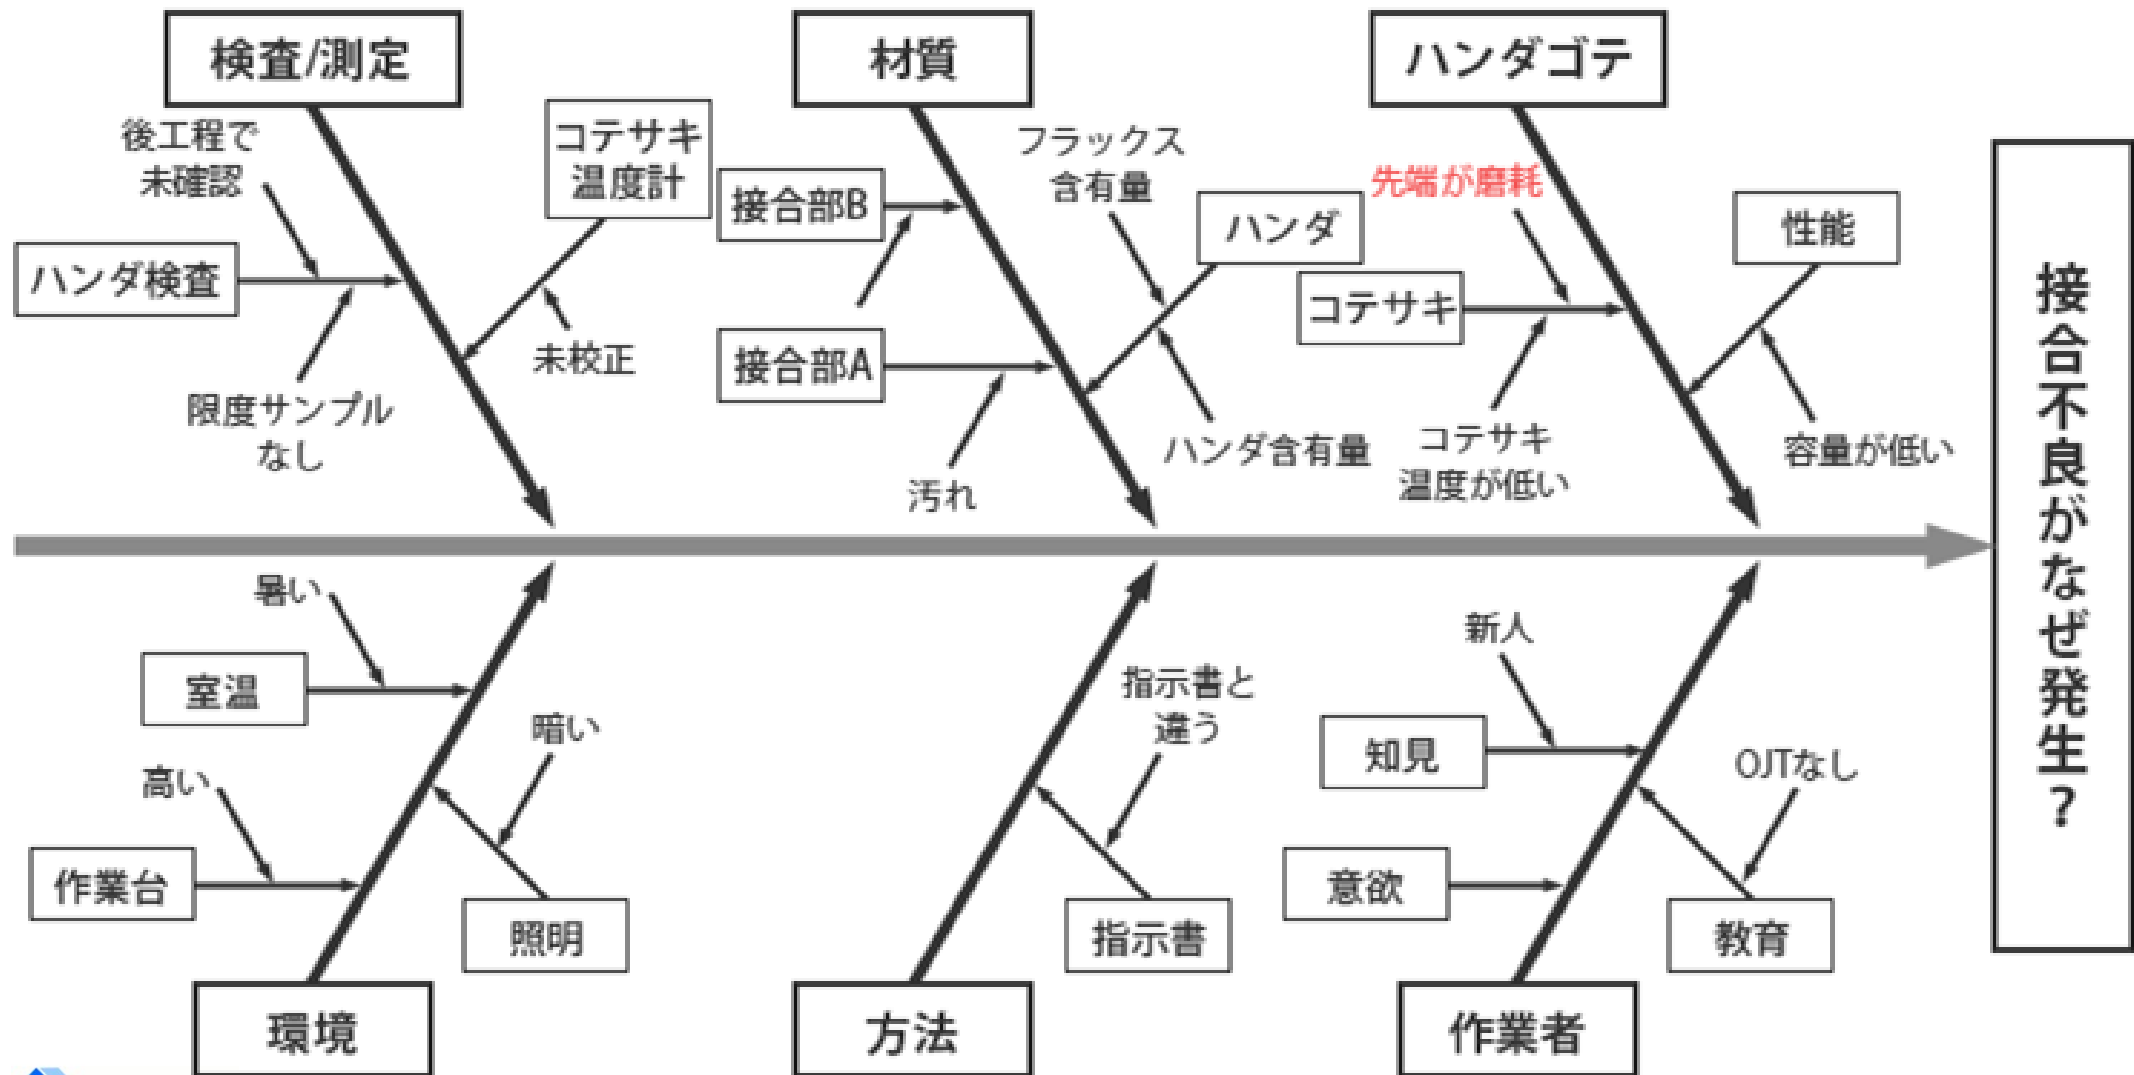 検査/測定
材質
ハンダゴテ
後工程で
未確認
コテサキ
温度計
ハンダ検査
未校正
限度サンプル
なし
接合部B
フラックス
含有量
ハンダ
接合部A
ハンダ含有量
汚れ
先端が磨耗
性能
コテサキ
コテサキ
温度が低い
容量が低い
接合不良がなぜ発生？
暑い
室温
暗い
高い
作業台
照明
環境
指示書と
違う
指示書
方法
新人
知見
OJTなし
意欲
教育
作業者